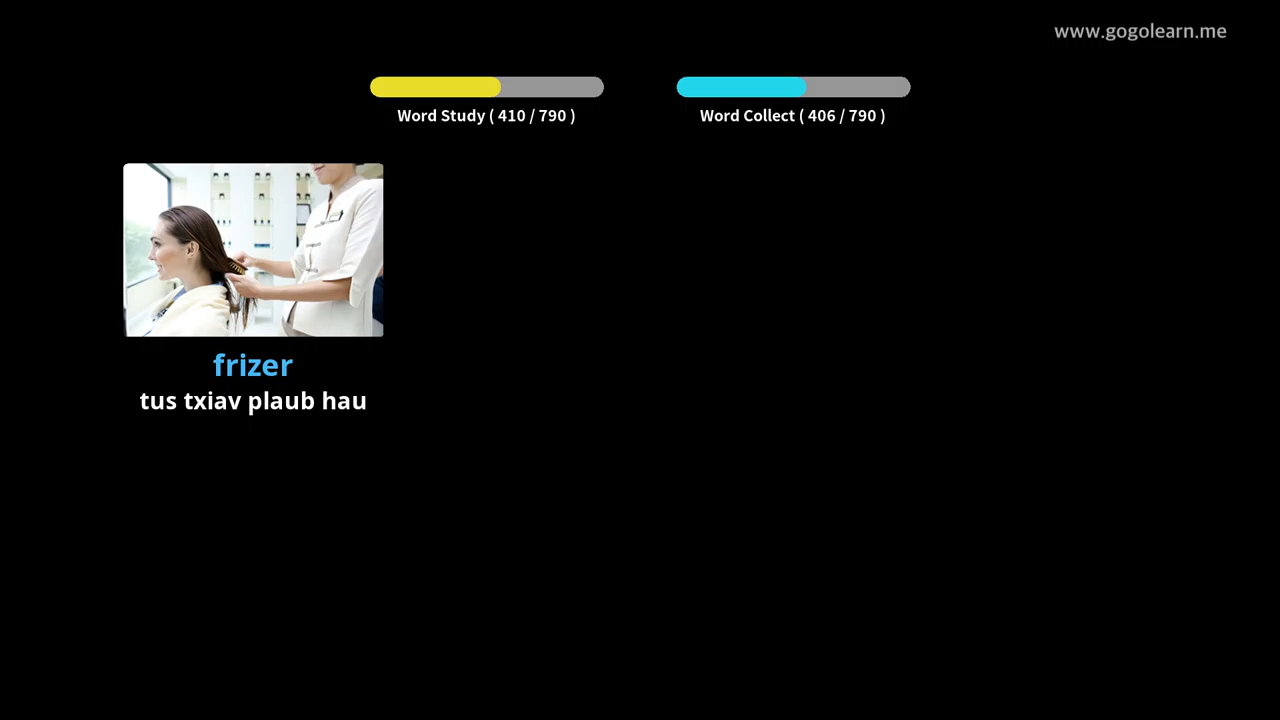 www.gogolearn.me
Word Study ( 410 / 790 )
Word Collect ( 406 / 790 )
frizer
tus txiav plaub hau